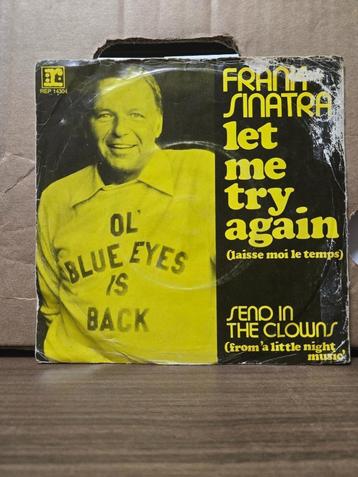 REP 14304
FRANK
SINATRA
let
me
try
again
(laisse moi le temps)
OL'
BLUE EYES
IS
BACK
SEND IN
THE CLOWNS
(from 'a little night
music'